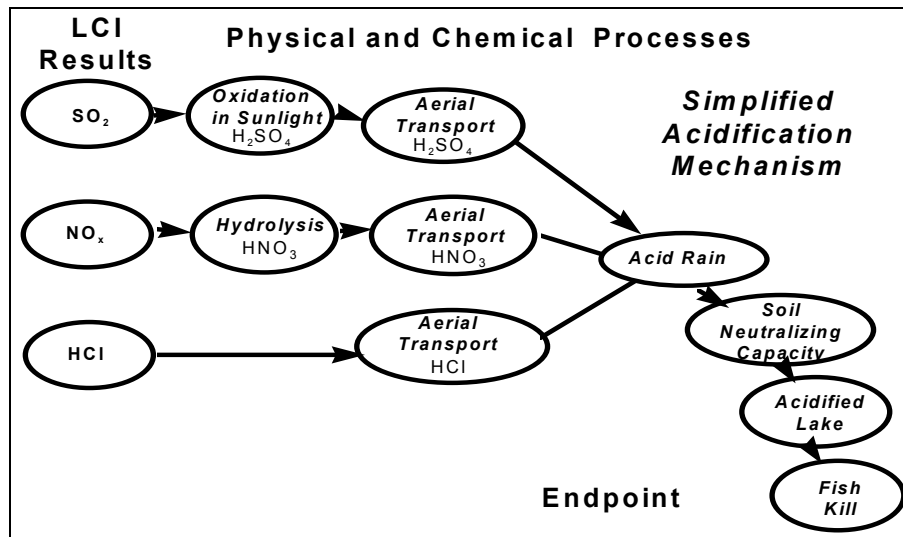 LCI
Results
Physical and Chemical Processes
Simplified
Acidification
Mechanism
SO₂
Oxidation
in Sunlight
H₂SO₄
Aerial
Transport
H₂SO₄
NOₓ
Hydrolysis
HNO₃
Aerial
Transport
HNO₃
Acid Rain
HCl
Aerial
Transport
HCl
Soil
Neutralizing
Capacity
Acidified
Lake
Endpoint
Fish
Kill